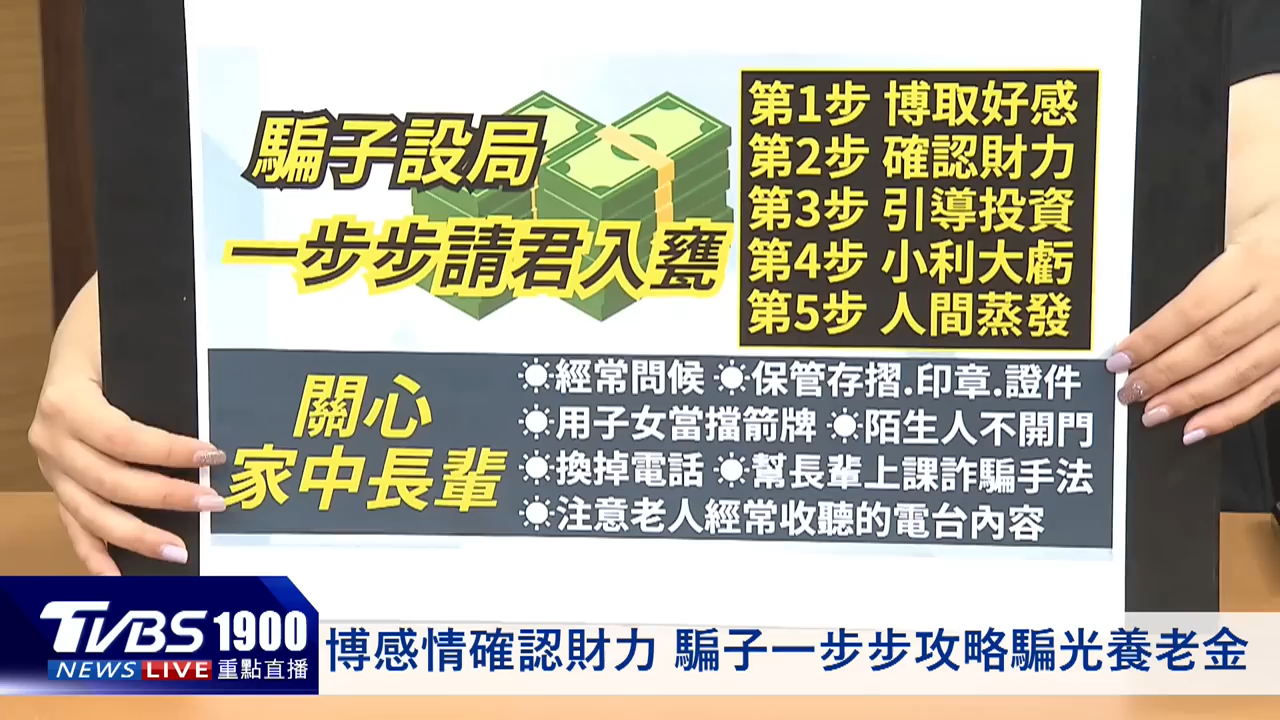 騙子設局
一步步請君入甕
第1步 博取好感
第2步 確認財力
第3步 引導投資
第4步 小利大虧
第5步 人間蒸發
關心
家中長輩
經常問候 保管存摺.印章.證件
用子女當擋箭牌 陌生人不開門
換掉電話 幫長輩上課詐騙手法
注意老人經常收聽的電台內容
TVBS 1900
NEWS LIVE 重點直播
博感情確認財力 騙子一步步攻略騙光養老金